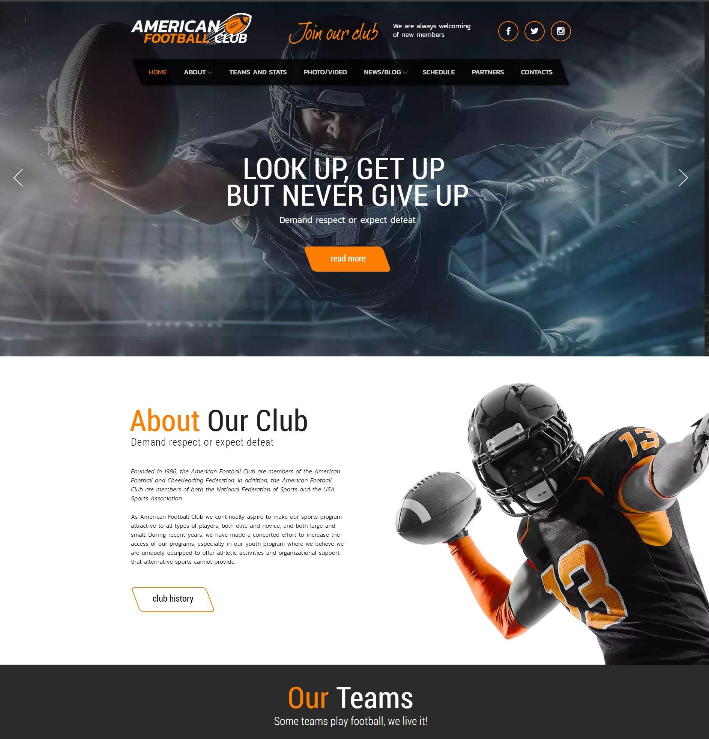 AMERICAN
FOOTBALL CLUB
Join our club
We are always welcoming
of new members
HOME ABOUT TEAMS AND STATS PHOTO/VIDEO NEWS/BLOG SCHEDULE PARTNERS CONTACTS
LOOK UP, GET UP
BUT NEVER GIVE UP
Demand respect or expect defeat
read more
About Our Club
Demand respect or expect defeat
Founded in 1986, the American Football Club are members of the American
Football and Cheerleading Federation. In addition, the American Football
Club are members of both the National Federation of Sports and the USA
Sports Association.
As American Football Club we continually aspire to make our sports program
attractive to all types of players, both elite and novice, and both large and
small. During recent years, we have made a concerted effort to increase the
access of our programs, especially in our youth program where we believe we
are uniquely equipped to offer athletic activities and organizational support
that alternative sports cannot provide.
club history
13
13
Our Teams
Some teams play football, we live it!